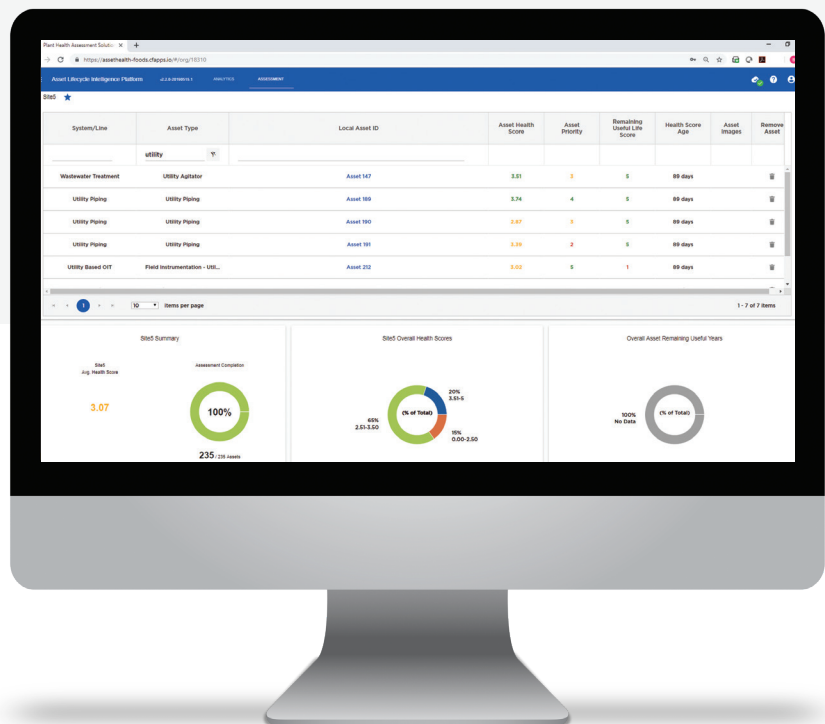 Plant Health Assessment Solution × +
https://assethealth-foods.cfapps.io/#/org/18310
Asset Lifecycle Intelligence Platform ANALYTICS ASSESSMENT
Site5
System/Line Asset Type Local Asset ID Asset Health Score Asset Priority Remaining Useful Life Score Health Score Age Asset Images Remove Asset
utility
Wastewater Treatment Utility Agitator Asset 147 3.51 3 5 89 days
Utility Piping Utility Piping Asset 189 3.74 4 5 89 days
Utility Piping Utility Piping Asset 190 2.87 3 5 89 days
Utility Piping Utility Piping Asset 191 2 5 89 days
Utility Based OIT Field Instrumentation - Util... Asset 212 3.03 5 1 89 days
1 10 items per page 1 - 7 of 7 items
Site5 Summary
Site5
Avg. Health Score
3.07
Assessment Completion
100%
235 / 235 Assets
Site5 Overall Health Scores
(% of Total)
20%
3.51-5
65%
2.51-3.50
15%
0.00-2.50
Overall Asset Remaining Useful Years
100%
No Data
(% of Total)